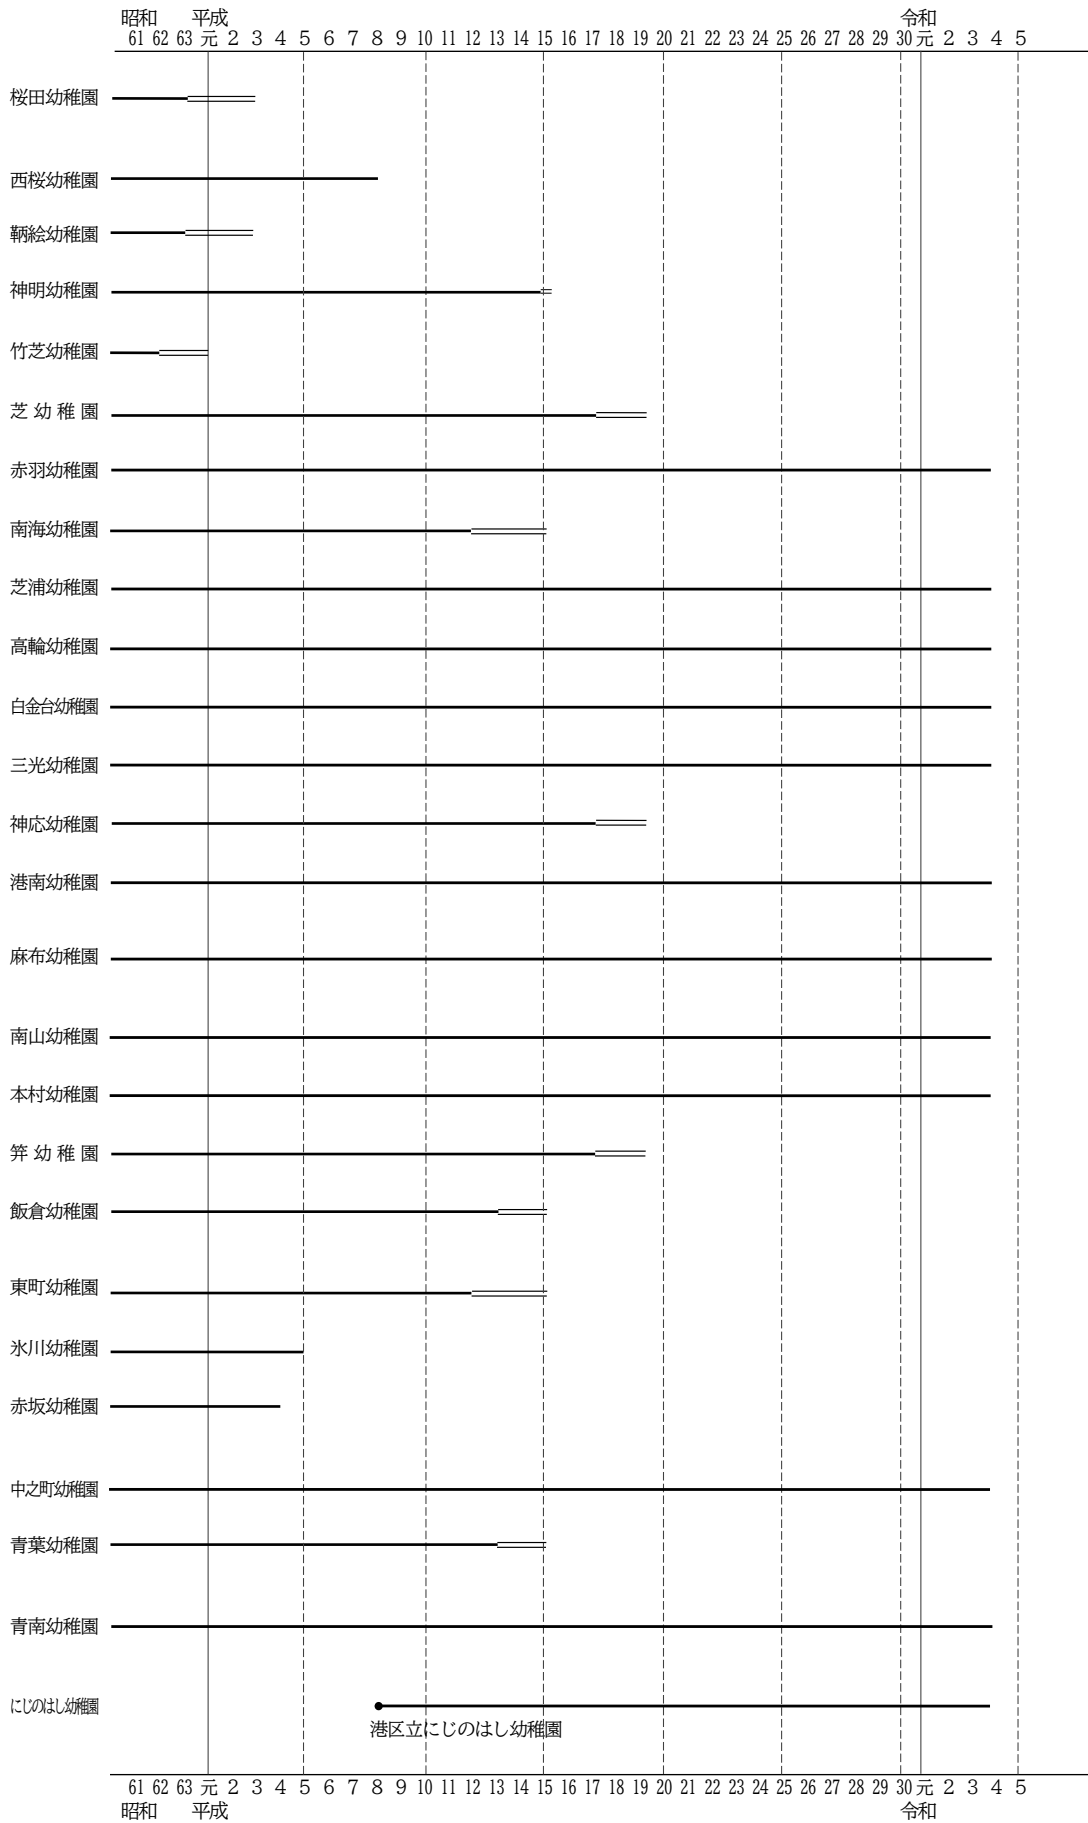 昭和 平成 令和
61 62 63 元 2 3 4 5 6 7 8 9 10 11 12 13 14 15 16 17 18 19 20 21 22 23 24 25 26 27 28 29 30 元 2 3 4 5
桜田幼稚園
西桜幼稚園
鞆絵幼稚園
神明幼稚園
竹芝幼稚園
芝幼稚園
赤羽幼稚園
南海幼稚園
芝浦幼稚園
高輪幼稚園
白金台幼稚園
三光幼稚園
神応幼稚園
港南幼稚園
麻布幼稚園
南山幼稚園
本村幼稚園
笄幼稚園
飯倉幼稚園
東町幼稚園
氷川幼稚園
赤坂幼稚園
中之町幼稚園
青葉幼稚園
青南幼稚園
にじのはし幼稚園
港区立にじのはし幼稚園
61 62 63 元 2 3 4 5 6 7 8 9 10 11 12 13 14 15 16 17 18 19 20 21 22 23 24 25 26 27 28 29 30 元 2 3 4 5
昭和 平成 令和